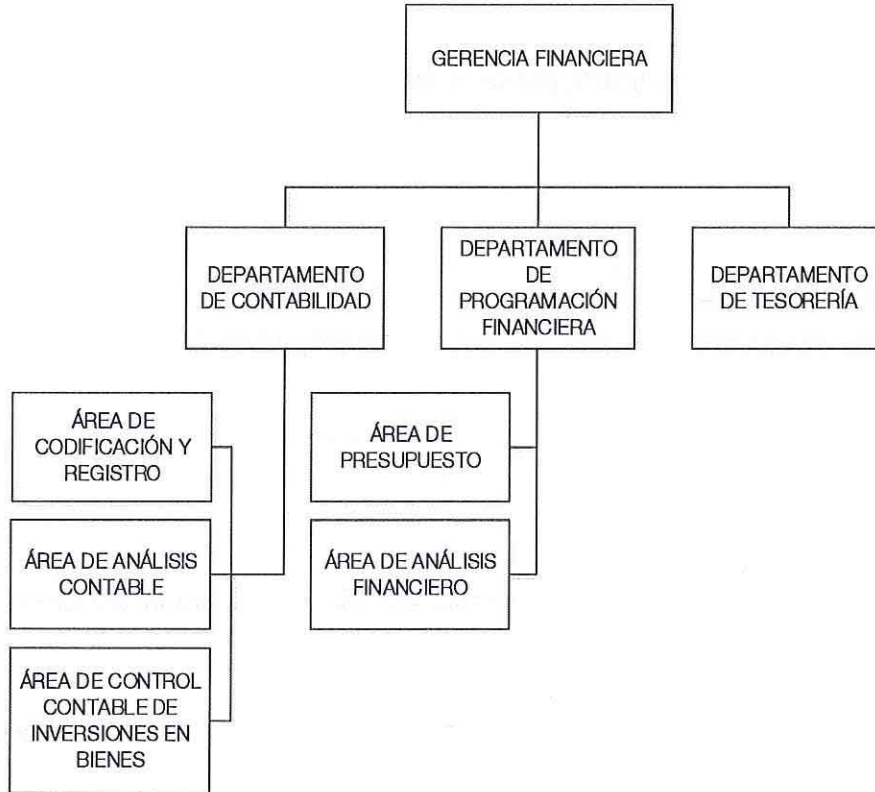 GERENCIA FINANCIERA
DEPARTAMENTO
DE CONTABILIDAD
DEPARTAMENTO
DE
PROGRAMACIÓN
FINANCIERA
DEPARTAMENTO
DE TESORERÍA
ÁREA DE
CODIFICACIÓN Y
REGISTRO
ÁREA DE
PRESUPUESTO
ÁREA DE ANÁLISIS
CONTABLE
ÁREA DE ANÁLISIS
FINANCIERO
ÁREA DE CONTROL
CONTABLE DE
INVERSIONES EN
BIENES